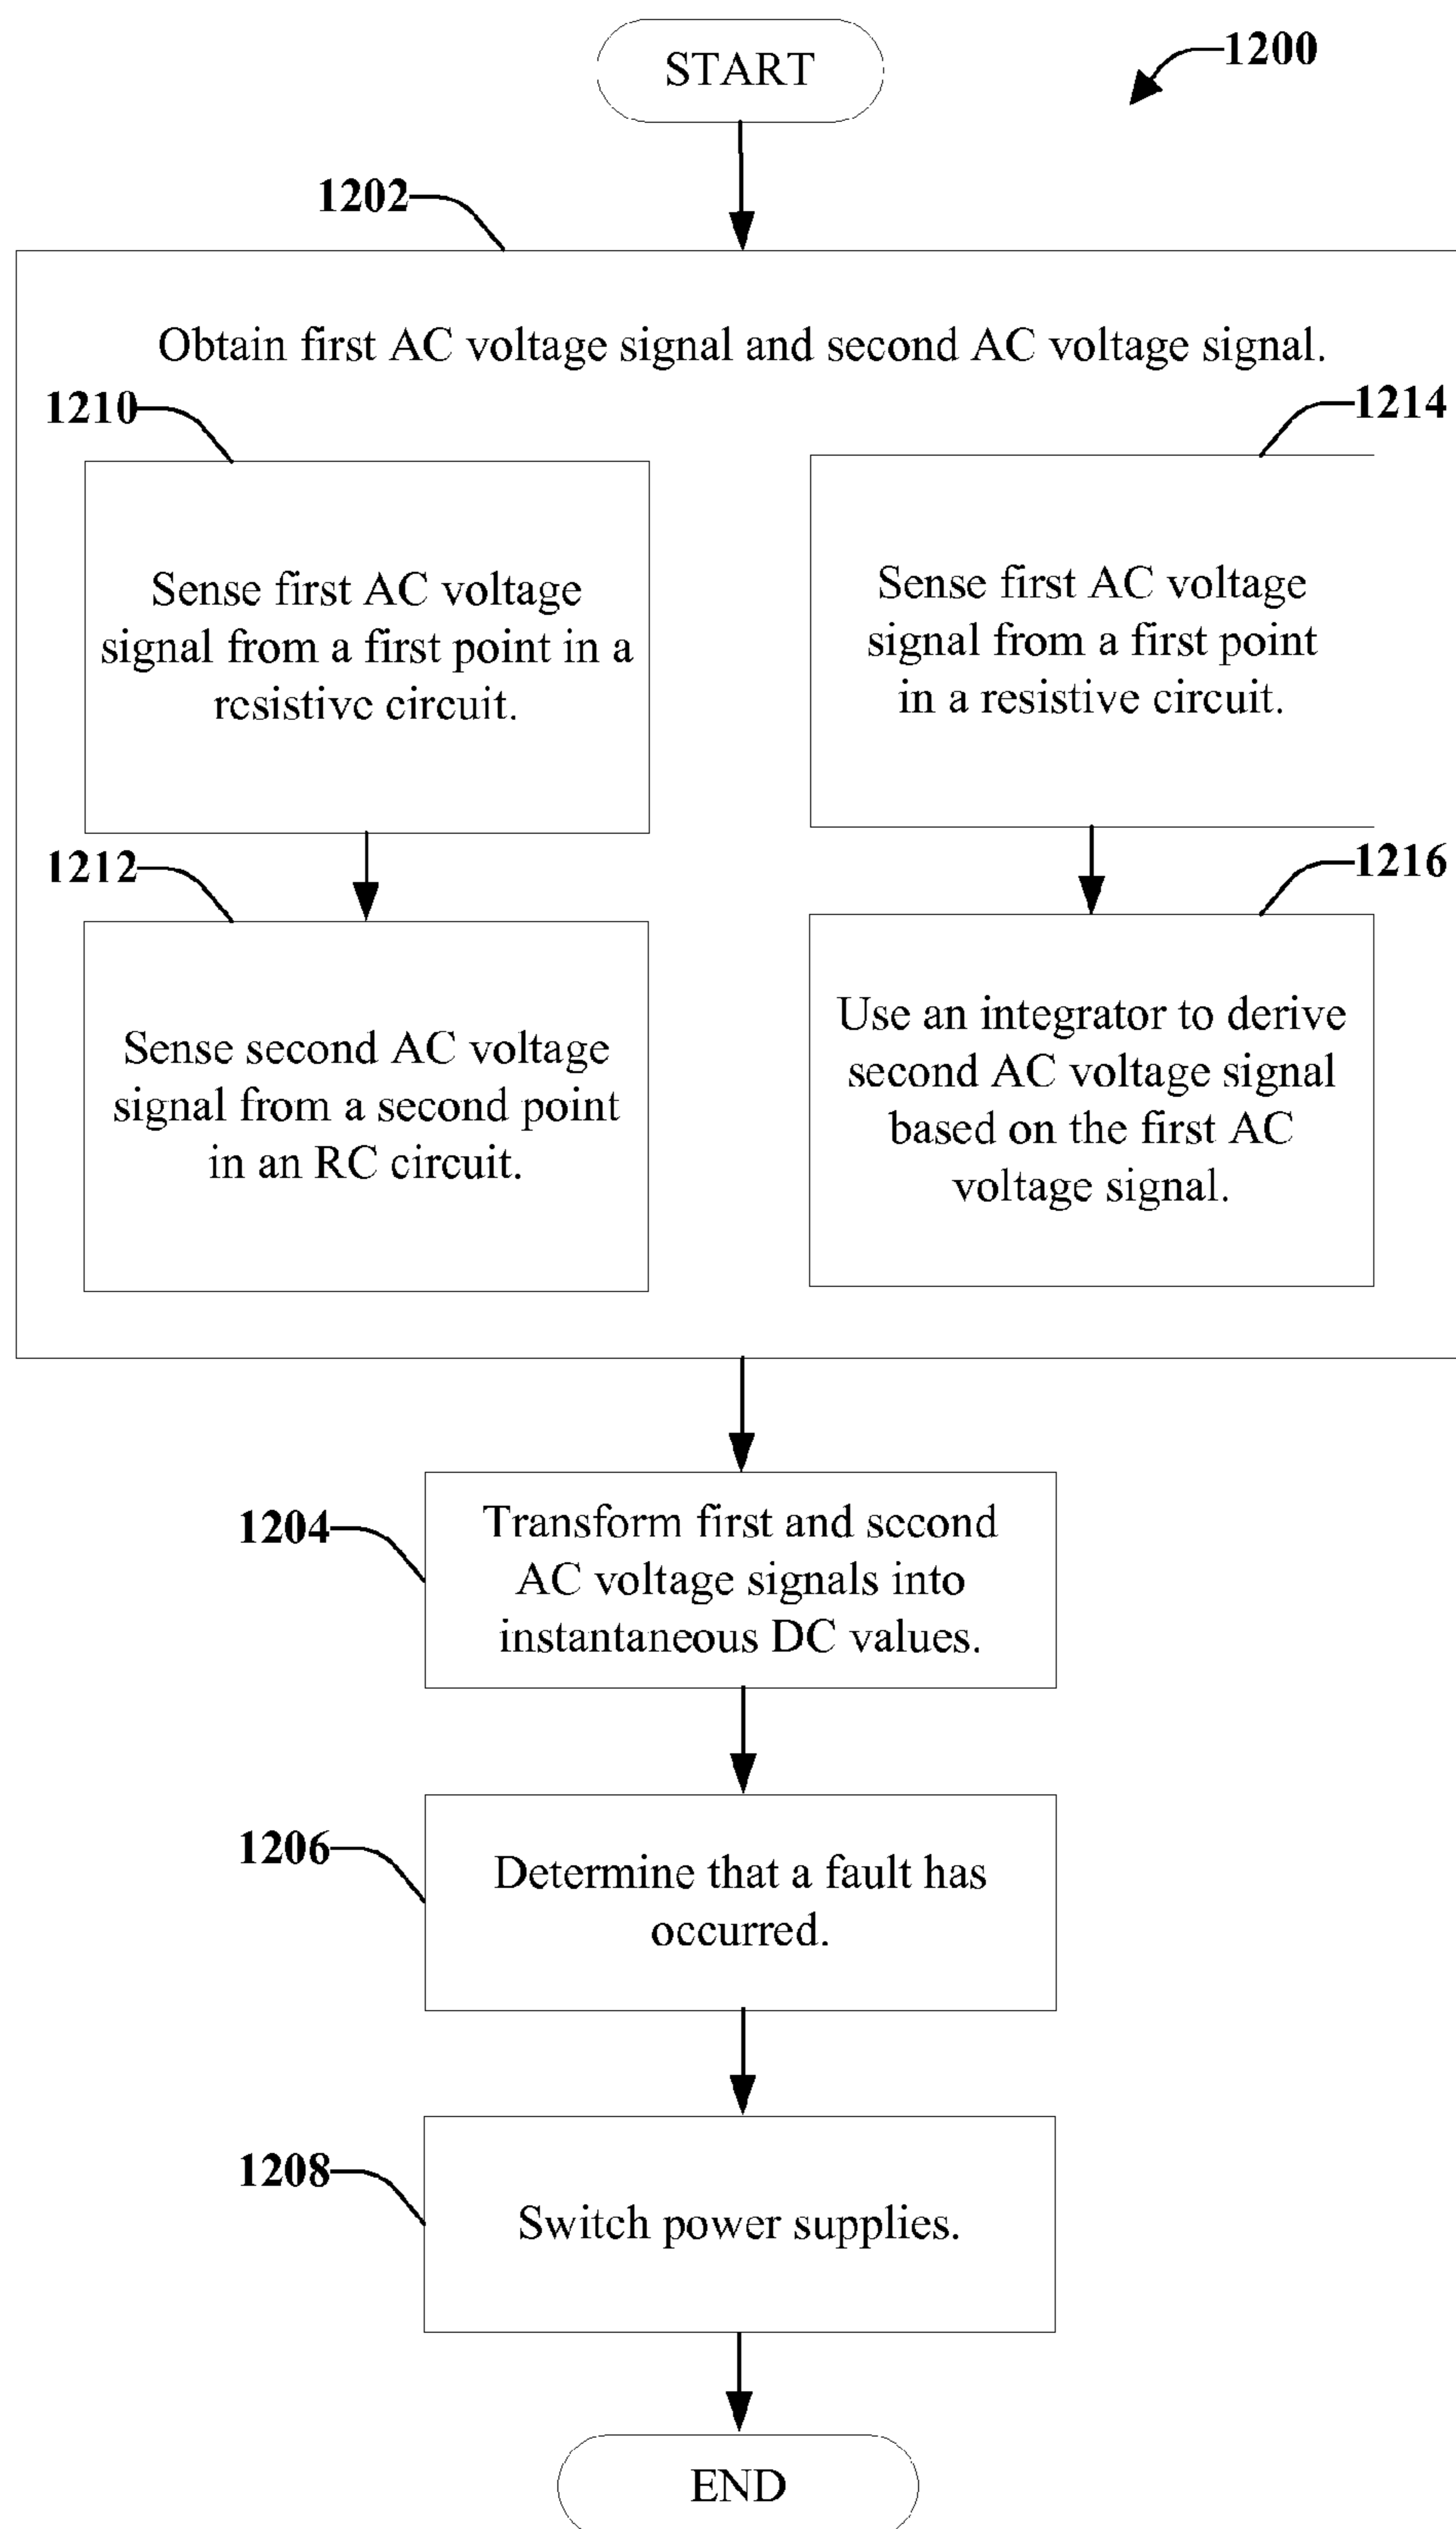 START
1200
1202
Obtain first AC voltage signal and second AC voltage signal.
1210
1214
Sense first AC voltage
signal from a first point in a
resistive circuit.
Sense first AC voltage
signal from a first point
in a resistive circuit.
1212
1216
Sense second AC voltage
signal from a second point
in an RC circuit.
Use an integrator to derive
second AC voltage signal
based on the first AC
voltage signal.
1204
Transform first and second
AC voltage signals into
instantaneous DC values.
1206
Determine that a fault has
occurred.
1208
Switch power supplies.
END